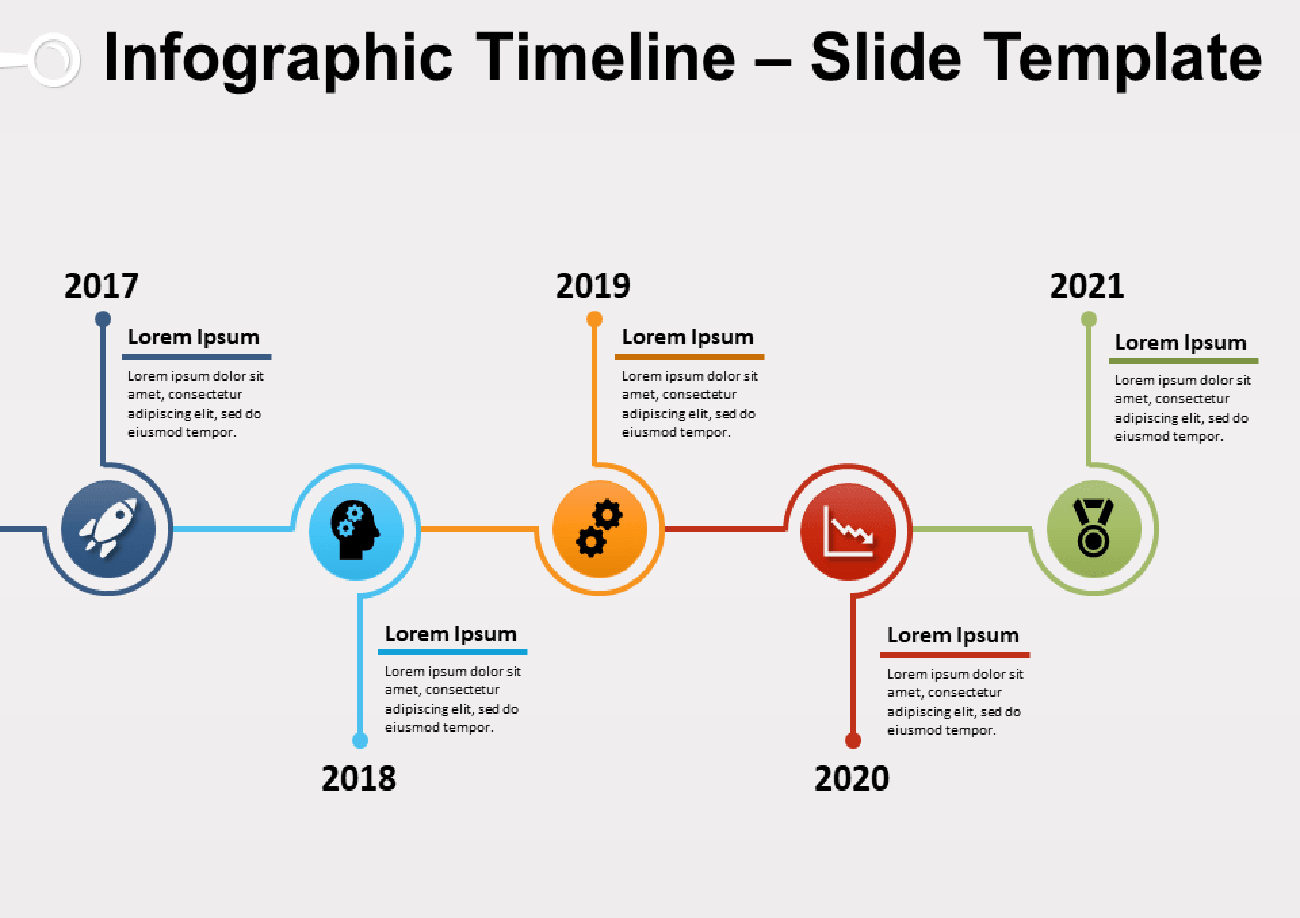 Infographic Timeline – Slide Template
2017
Lorem Ipsum
Lorem ipsum dolor sit
amet, consectetur
adipiscing elit, sed do
eiusmod tempor.
2018
Lorem Ipsum
Lorem ipsum dolor sit
amet, consectetur
adipiscing elit, sed do
eiusmod tempor.
2019
Lorem Ipsum
Lorem ipsum dolor sit
amet, consectetur
adipiscing elit, sed do
eiusmod tempor.
2020
Lorem Ipsum
Lorem ipsum dolor sit
amet, consectetur
adipiscing elit, sed do
eiusmod tempor.
2021
Lorem Ipsum
Lorem ipsum dolor sit
amet, consectetur
adipiscing elit, sed do
eiusmod tempor.